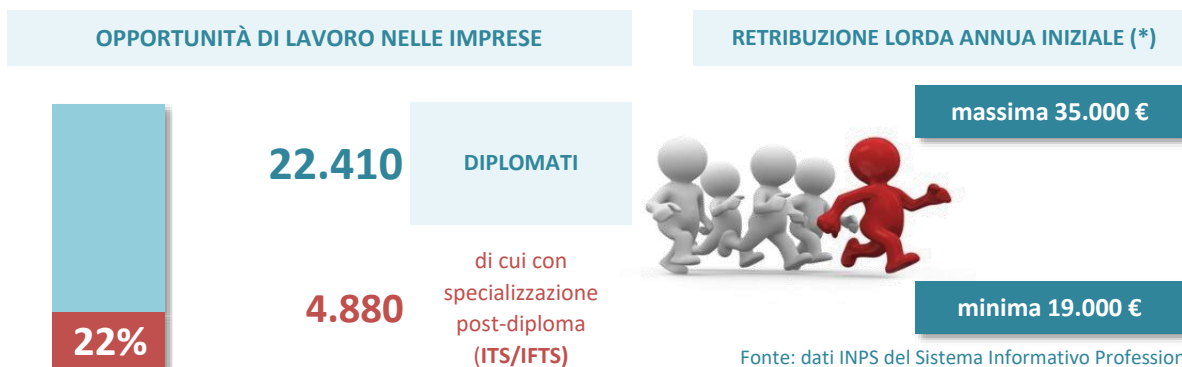 OPPORTUNITÀ DI LAVORO NELLE IMPRESE
22.410
DIPLOMATI
4.880
di cui con
specializzazione
post-diploma
(ITS/IFTS)
22%
RETRIBUZIONE LORDA ANNUA INIZIALE (*)
massima 35.000 €
minima 19.000 €
Fonte: dati INPS del Sistema Informativo Profession